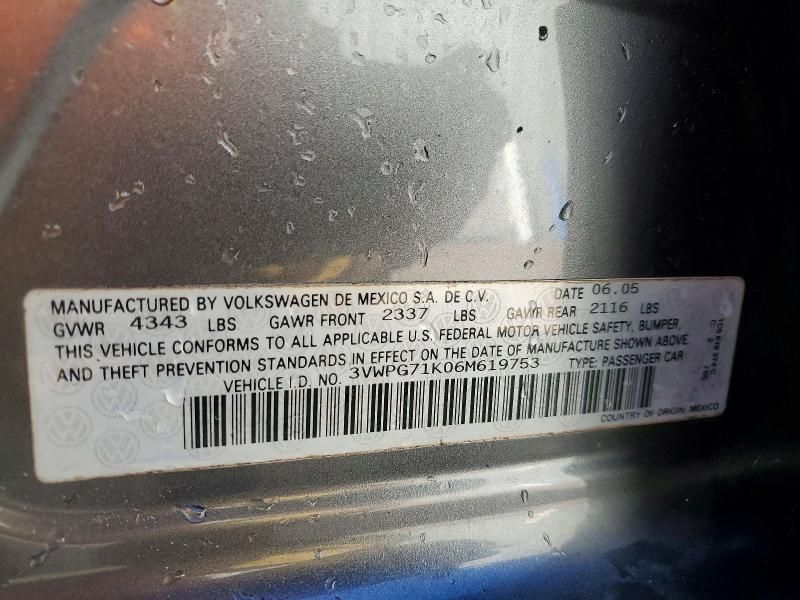 MANUFACTURED BY VOLKSWAGEN DE MEXICO S.A. DE C.V. DATE 06.05
GVWR 4343 LBS GAWR FRONT 2337 LBS GAWR REAR 2116 LBS
THIS VEHICLE CONFORMS TO ALL APPLICABLE U.S. FEDERAL MOTOR VEHICLE SAFETY, BUMPER,
AND THEFT PREVENTION STANDARDS IN EFFECT ON THE DATE OF MANUFACTURE SHOWN ABOVE.
VEHICLE I.D. NO. 3VWPG71K06M619753 TYPE: PASSENGER CAR
COUNTRY OF ORIGIN: MEXICO